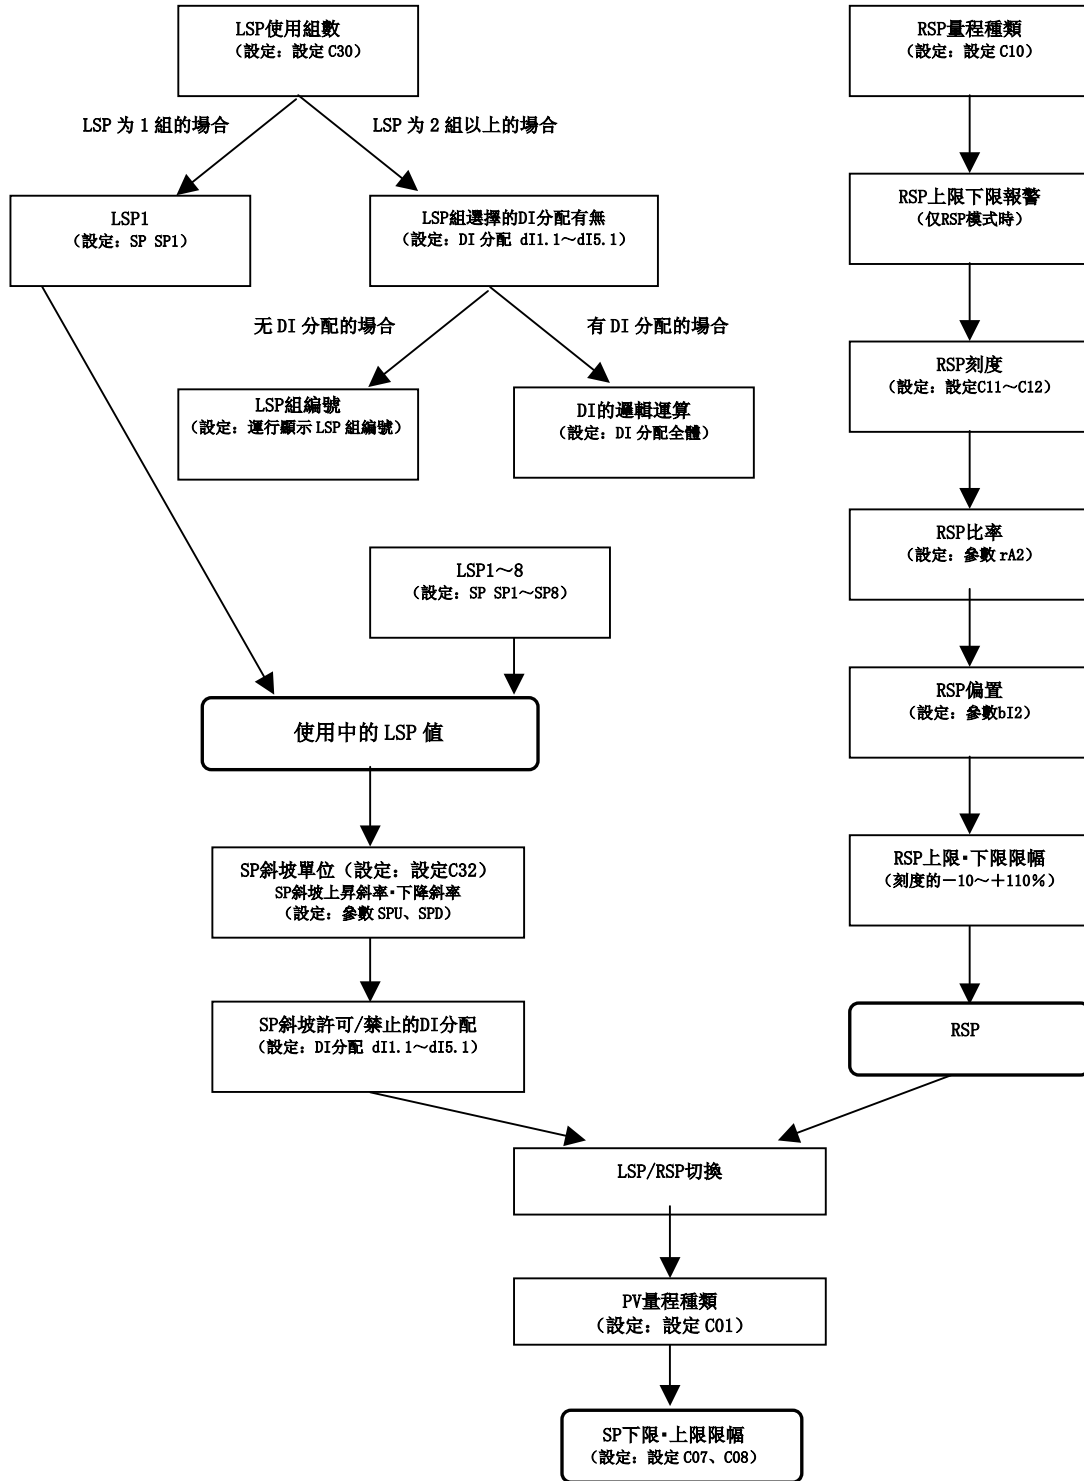 LSP使用組數
（設定：設定 C30）
LSP 为 1 組的場合
LSP 为 2 組以上的場合
LSP1
（設定：SP SP1）
LSP組選擇的DI分配有無
（設定：DI 分配 dI1.1～dI5.1）
无 DI 分配的場合
有 DI 分配的場合
LSP組編號
（設定：運行顯示 LSP 組編號）
DI的邏輯運算
（設定：DI 分配全體）
LSP1～8
（設定：SP SP1～SP8）
使用中的 LSP 値
SP斜坡單位（設定：設定C32）
SP斜坡上昇斜率·下降斜率
（設定：參數 SPU、SPD）
SP斜坡許可/禁止的DI分配
（設定：DI分配 dI1.1～dI5.1）
RSP量程種類
（設定：設定 C10）
RSP上限下限報警
（仅RSP模式時）
RSP刻度
（設定：設定C11～C12）
RSP比率
（設定：參數 rA2）
RSP偏置
（設定：參數bI2）
RSP上限·下限限幅
（刻度的－10～＋110％）
RSP
LSP/RSP切換
PV量程種類
（設定：設定 C01）
SP下限·上限限幅
（設定：設定 C07、C08）